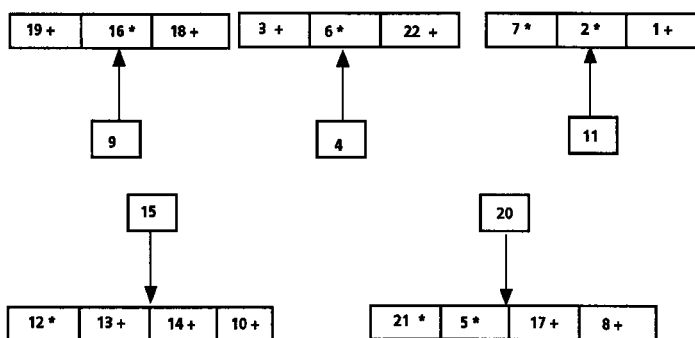 19 + 16 * 18 + 3 + 6 * 22 + 7 * 2 * 1 +
9 4 11
15 20
12 * 13 + 14 + 10 + 21 * 5 * 17 + 8 +